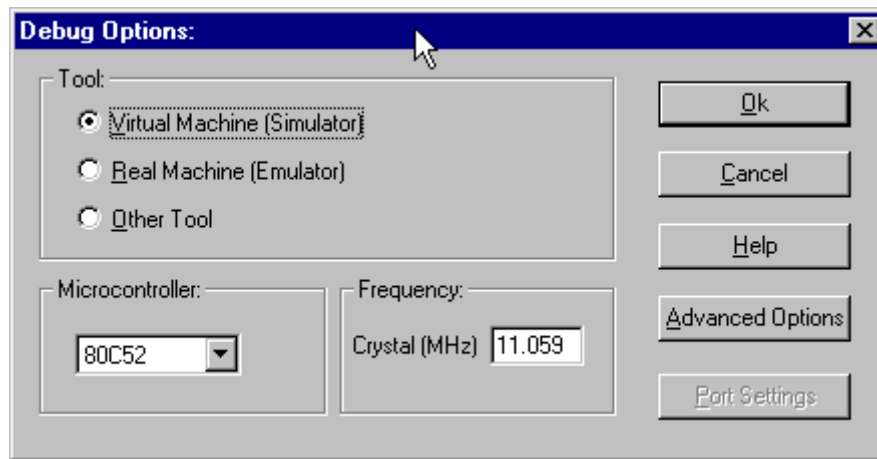 Debug Options:
Tool:
Virtual Machine (Simulator)
Real Machine (Emulator)
Other Tool
Microcontroller:
80C52
Frequency:
Crystal (MHz) 11.059
Ok
Cancel
Help
Advanced Options
Port Settings